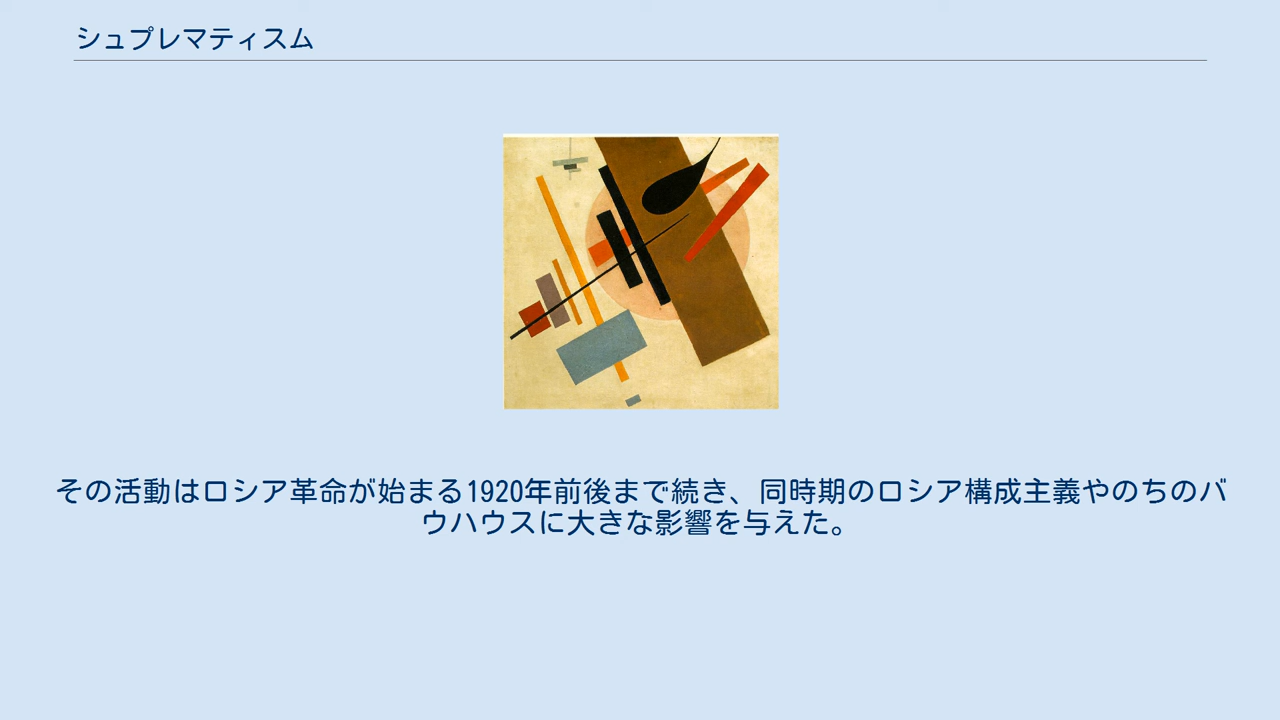 シュプレマティスム
その活動はロシア革命が始まる1920年前後まで続き、同時期のロシア構成主義やのちのバ
ウハウスに大きな影響を与えた。